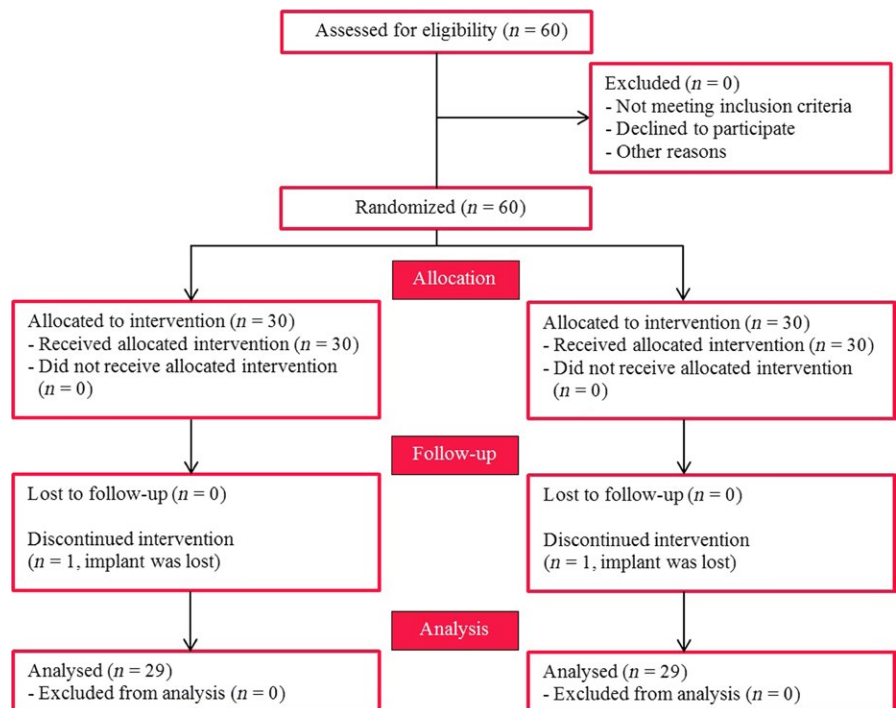 Assessed for eligibility (n = 60)
Excluded (n = 0)
- Not meeting inclusion criteria
- Declined to participate
- Other reasons
Randomized (n = 60)
Allocation
Allocated to intervention (n = 30)
- Received allocated intervention (n = 30)
- Did not receive allocated intervention
(n = 0)
Allocated to intervention (n = 30)
- Received allocated intervention (n = 30)
- Did not receive allocated intervention
(n = 0)
Follow-up
Lost to follow-up (n = 0)
Discontinued intervention
(n = 1, implant was lost)
Lost to follow-up (n = 0)
Discontinued intervention
(n = 1, implant was lost)
Analysis
Analysed (n = 29)
- Excluded from analysis (n = 0)
Analysed (n = 29)
- Excluded from analysis (n = 0)